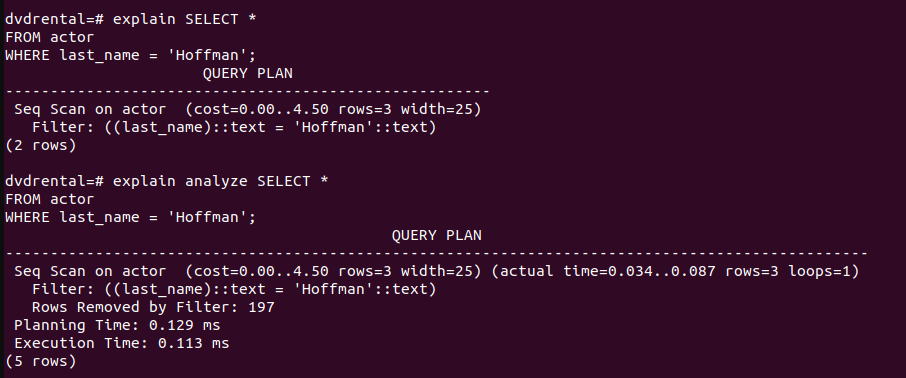 dvdrental=# explain SELECT *
FROM actor
WHERE last_name = 'Hoffman';
QUERY PLAN
------------------------------------------------------
Seq Scan on actor  (cost=0.00..4.50 rows=3 width=25)
Filter: ((last_name)::text = 'Hoffman'::text)
(2 rows)

dvdrental=# explain analyze SELECT *
FROM actor
WHERE last_name = 'Hoffman';
QUERY PLAN
------------------------------------------------------------------------------------------------
Seq Scan on actor  (cost=0.00..4.50 rows=3 width=25) (actual time=0.034..0.087 rows=3 loops=1)
Filter: ((last_name)::text = 'Hoffman'::text)
Rows Removed by Filter: 197
Planning Time: 0.129 ms
Execution Time: 0.113 ms
(5 rows)